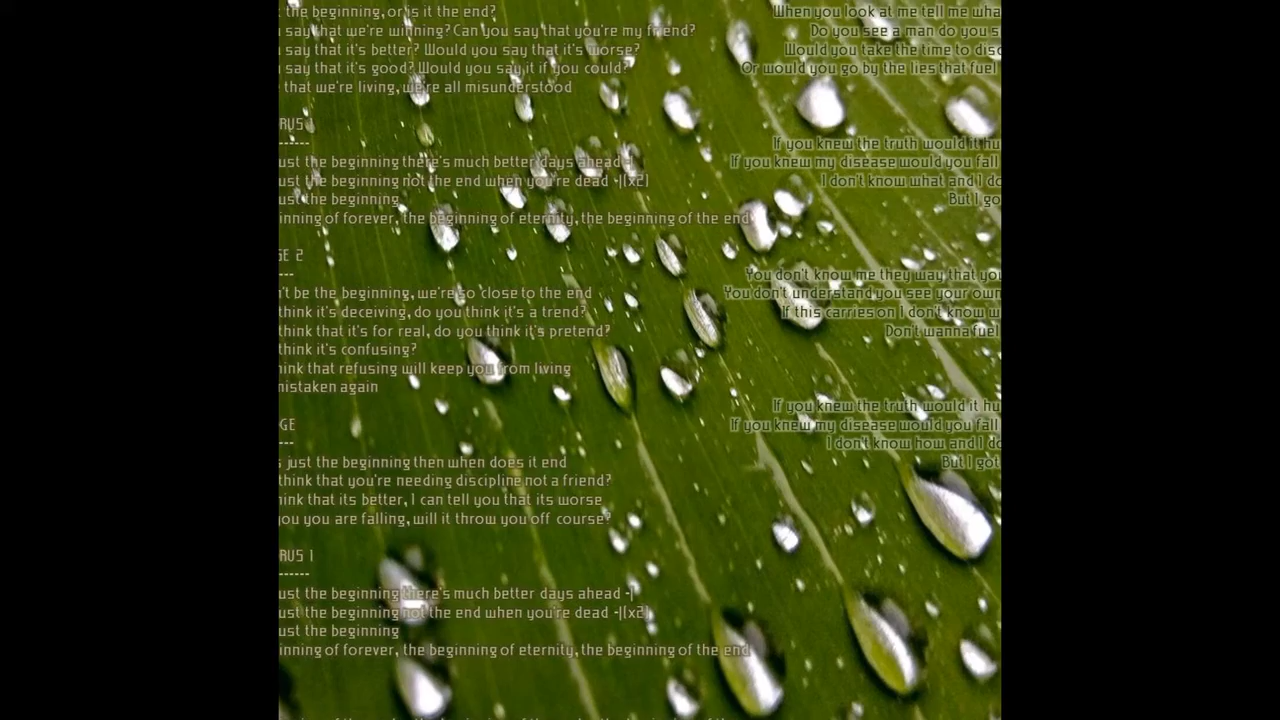 the beginning, or is it the end?
say that we're winning? Can you say that you're my friend?
say that it's better? Would you say that it's worse?
say that it's good? Would you say it if you could?
that we're living, we're all misunderstood
RUS 1
------
ust the beginning there's much better days ahead -|
ust the beginning not the end when you're dead -|(x2)
ust the beginning
inning of forever, the beginning of eternity, the beginning of the end
GE 2
---
n't be the beginning, we're so close to the end
think it's deceiving, do you think it's a trend?
think that it's for real, do you think it's pretend?
think it's confusing?
hink that refusing will keep you from living
mistaken again
GE
---
s just the beginning then when does it end
think that you're needing discipline not a friend?
hink that its better, I can tell you that its worse
you you are falling, will it throw you off course?
RUS 1
------
ust the beginning there's much better days ahead -|
ust the beginning not the end when you're dead -|(x2)
ust the beginning
inning of forever, the beginning of eternity, the beginning of the end
When you look at me tell me wha
Do you see a man do you s
Would you take the time to disc
Or would you go by the lies that fuel
If you knew the truth would it hu
If you knew my disease would you fall
I don't know what and I do
But I go
You don't know me they way that you
You don't understand you see your own
If this carries on I don't know w
Don't wanna fuel
If you knew the truth would it hu
If you knew my disease would you fall
I don't know how and I do
But I got